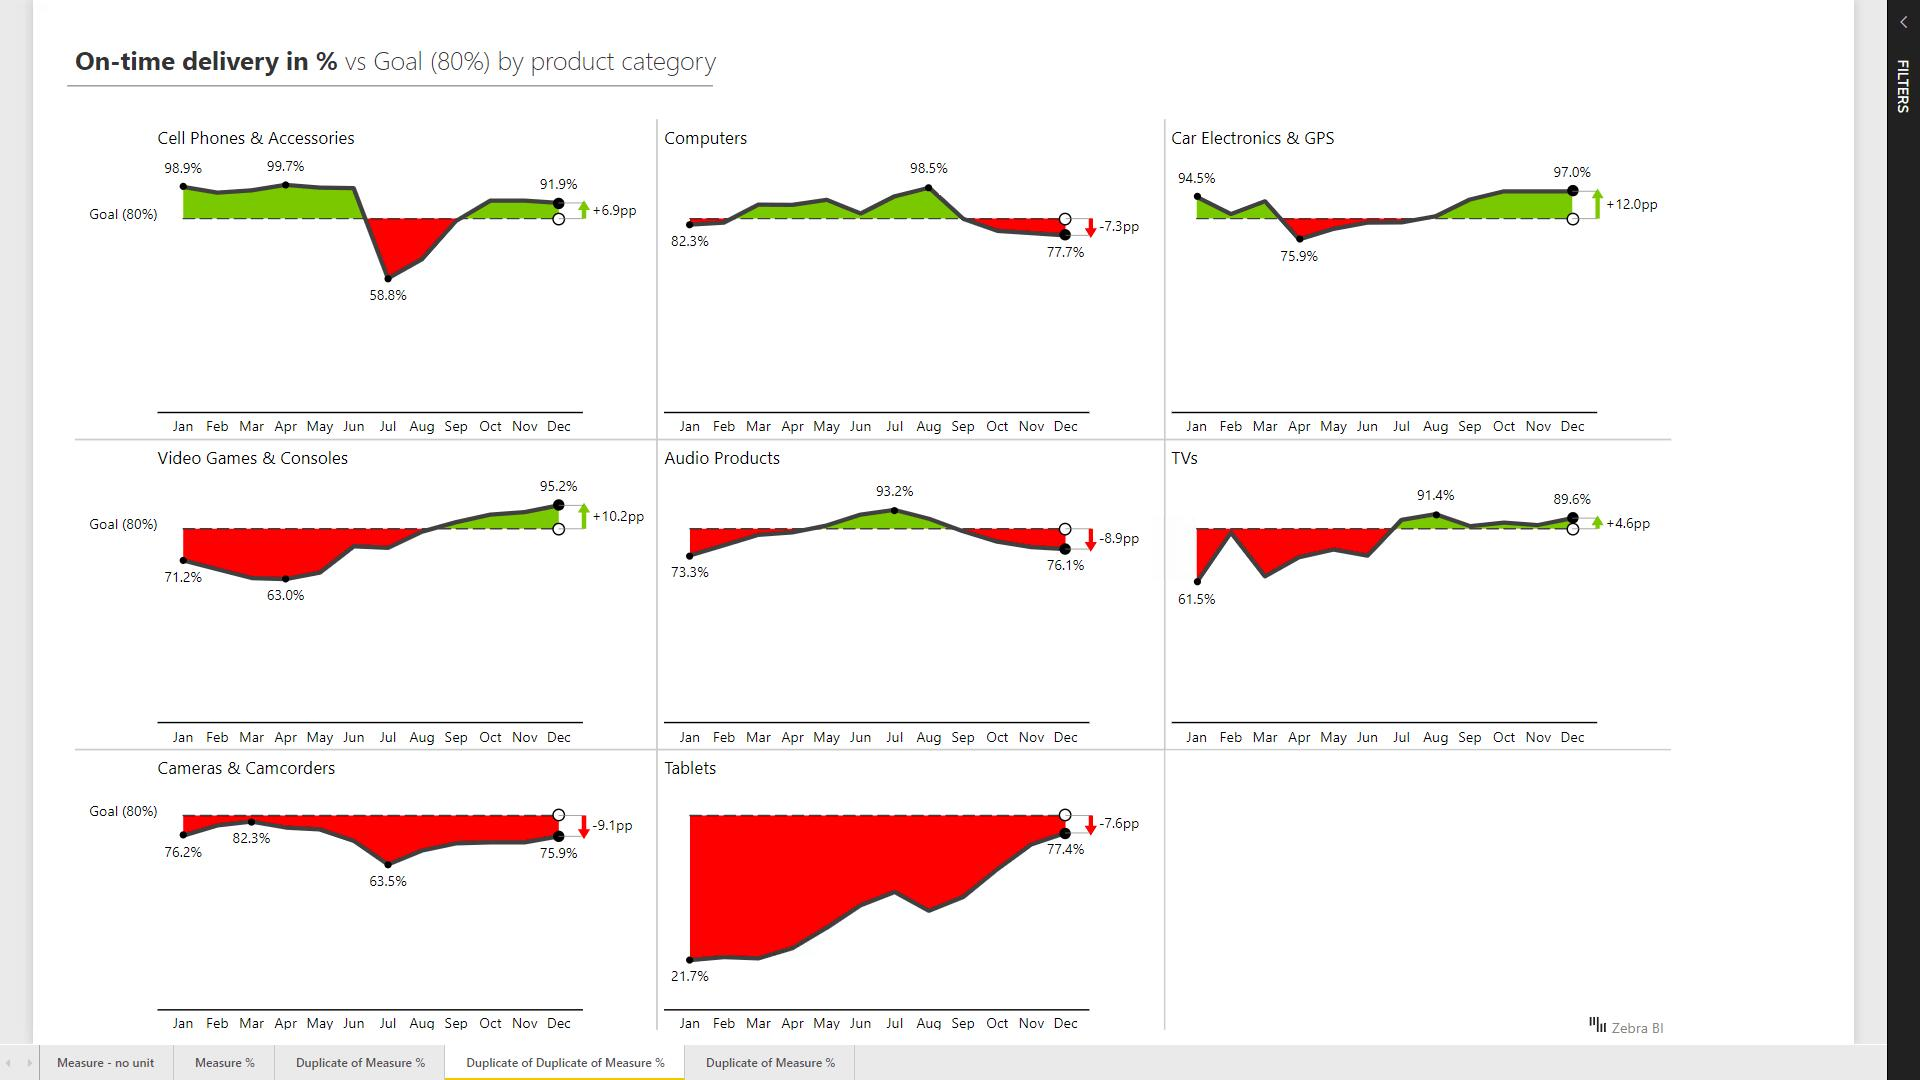 On-time delivery in % vs Goal (80%) by product category
FILTERS
Cell Phones & Accessories
98.9%
99.7%
91.9%
Goal (80%)
+6.9pp
58.8%
Jan Feb Mar Apr May Jun Jul Aug Sep Oct Nov Dec
Computers
98.5%
82.3%
-7.3pp
77.7%
Jan Feb Mar Apr May Jun Jul Aug Sep Oct Nov Dec
Car Electronics & GPS
94.5%
97.0%
+12.0pp
75.9%
Jan Feb Mar Apr May Jun Jul Aug Sep Oct Nov Dec
Video Games & Consoles
95.2%
Goal (80%)
+10.2pp
71.2%
63.0%
Jan Feb Mar Apr May Jun Jul Aug Sep Oct Nov Dec
Audio Products
93.2%
-8.9pp
73.3%
76.1%
Jan Feb Mar Apr May Jun Jul Aug Sep Oct Nov Dec
TVs
91.4%
89.6%
+4.6pp
61.5%
Jan Feb Mar Apr May Jun Jul Aug Sep Oct Nov Dec
Cameras & Camcorders
Goal (80%)
-9.1pp
82.3%
76.2%
75.9%
63.5%
Jan Feb Mar Apr May Jun Jul Aug Sep Oct Nov Dec
Tablets
-7.6pp
77.4%
21.7%
Jan Feb Mar Apr May Jun Jul Aug Sep Oct Nov Dec
Zebra BI
Measure - no unit
Measure %
Duplicate of Measure %
Duplicate of Duplicate of Measure %
Duplicate of Measure %